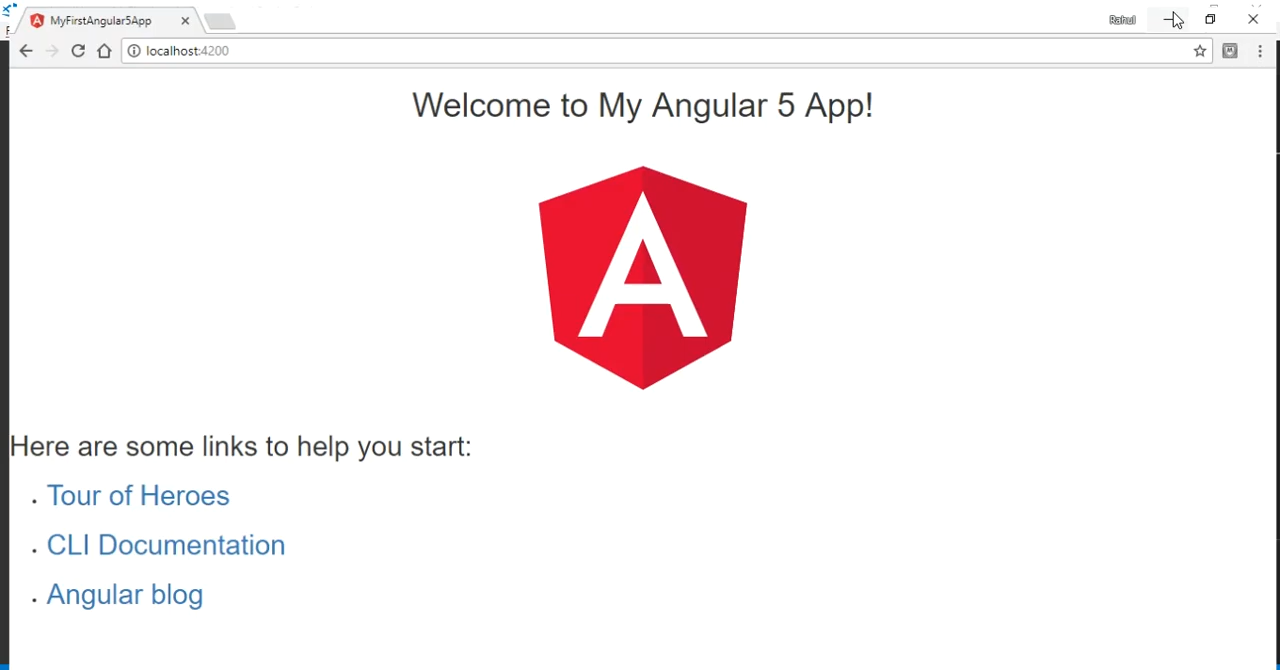 MyFirstAngular5App
Rahul
localhost:4200
Welcome to My Angular 5 App!
A
Here are some links to help you start:
• Tour of Heroes
• CLI Documentation
• Angular blog